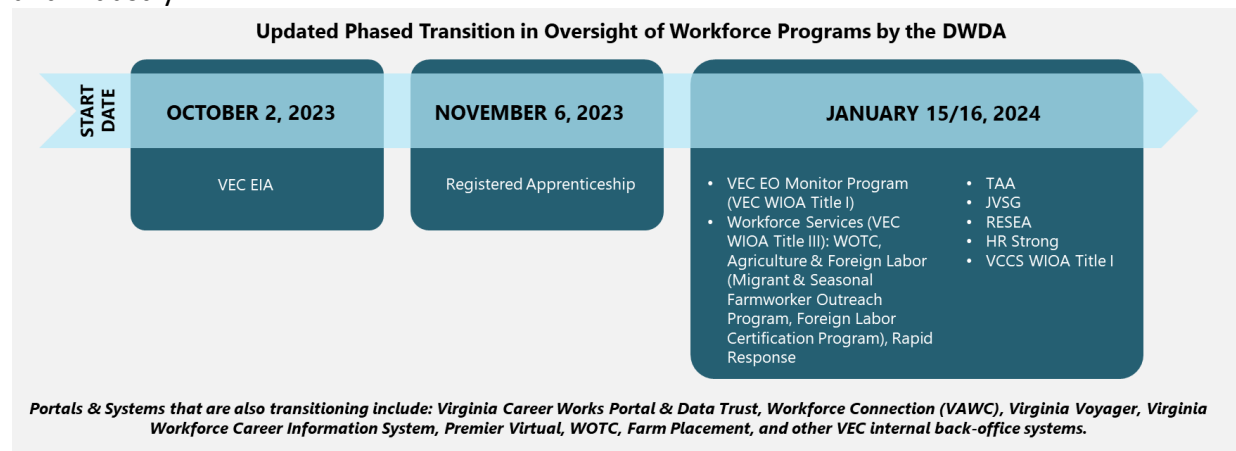 Updated Phased Transition in Oversight of Workforce Programs by the DWDA
START
DATE
OCTOBER 2, 2023
NOVEMBER 6, 2023
JANUARY 15/16, 2024
VEC EIA
Registered Apprenticeship
• VEC EO Monitor Program
(VEC WIOA Title I)
• Workforce Services (VEC
WIOA Title III): WOTC,
Agriculture & Foreign Labor
(Migrant & Seasonal
Farmworker Outreach
Program, Foreign Labor
Certification Program), Rapid
Response
• TAA
• JVSG
• RESEA
• HR Strong
• VCCS WIOA Title I
Portals & Systems that are also transitioning include: Virginia Career Works Portal & Data Trust, Workforce Connection (VAWC), Virginia Voyager, Virginia
Workforce Career Information System, Premier Virtual, WOTC, Farm Placement, and other VEC internal back-office systems.